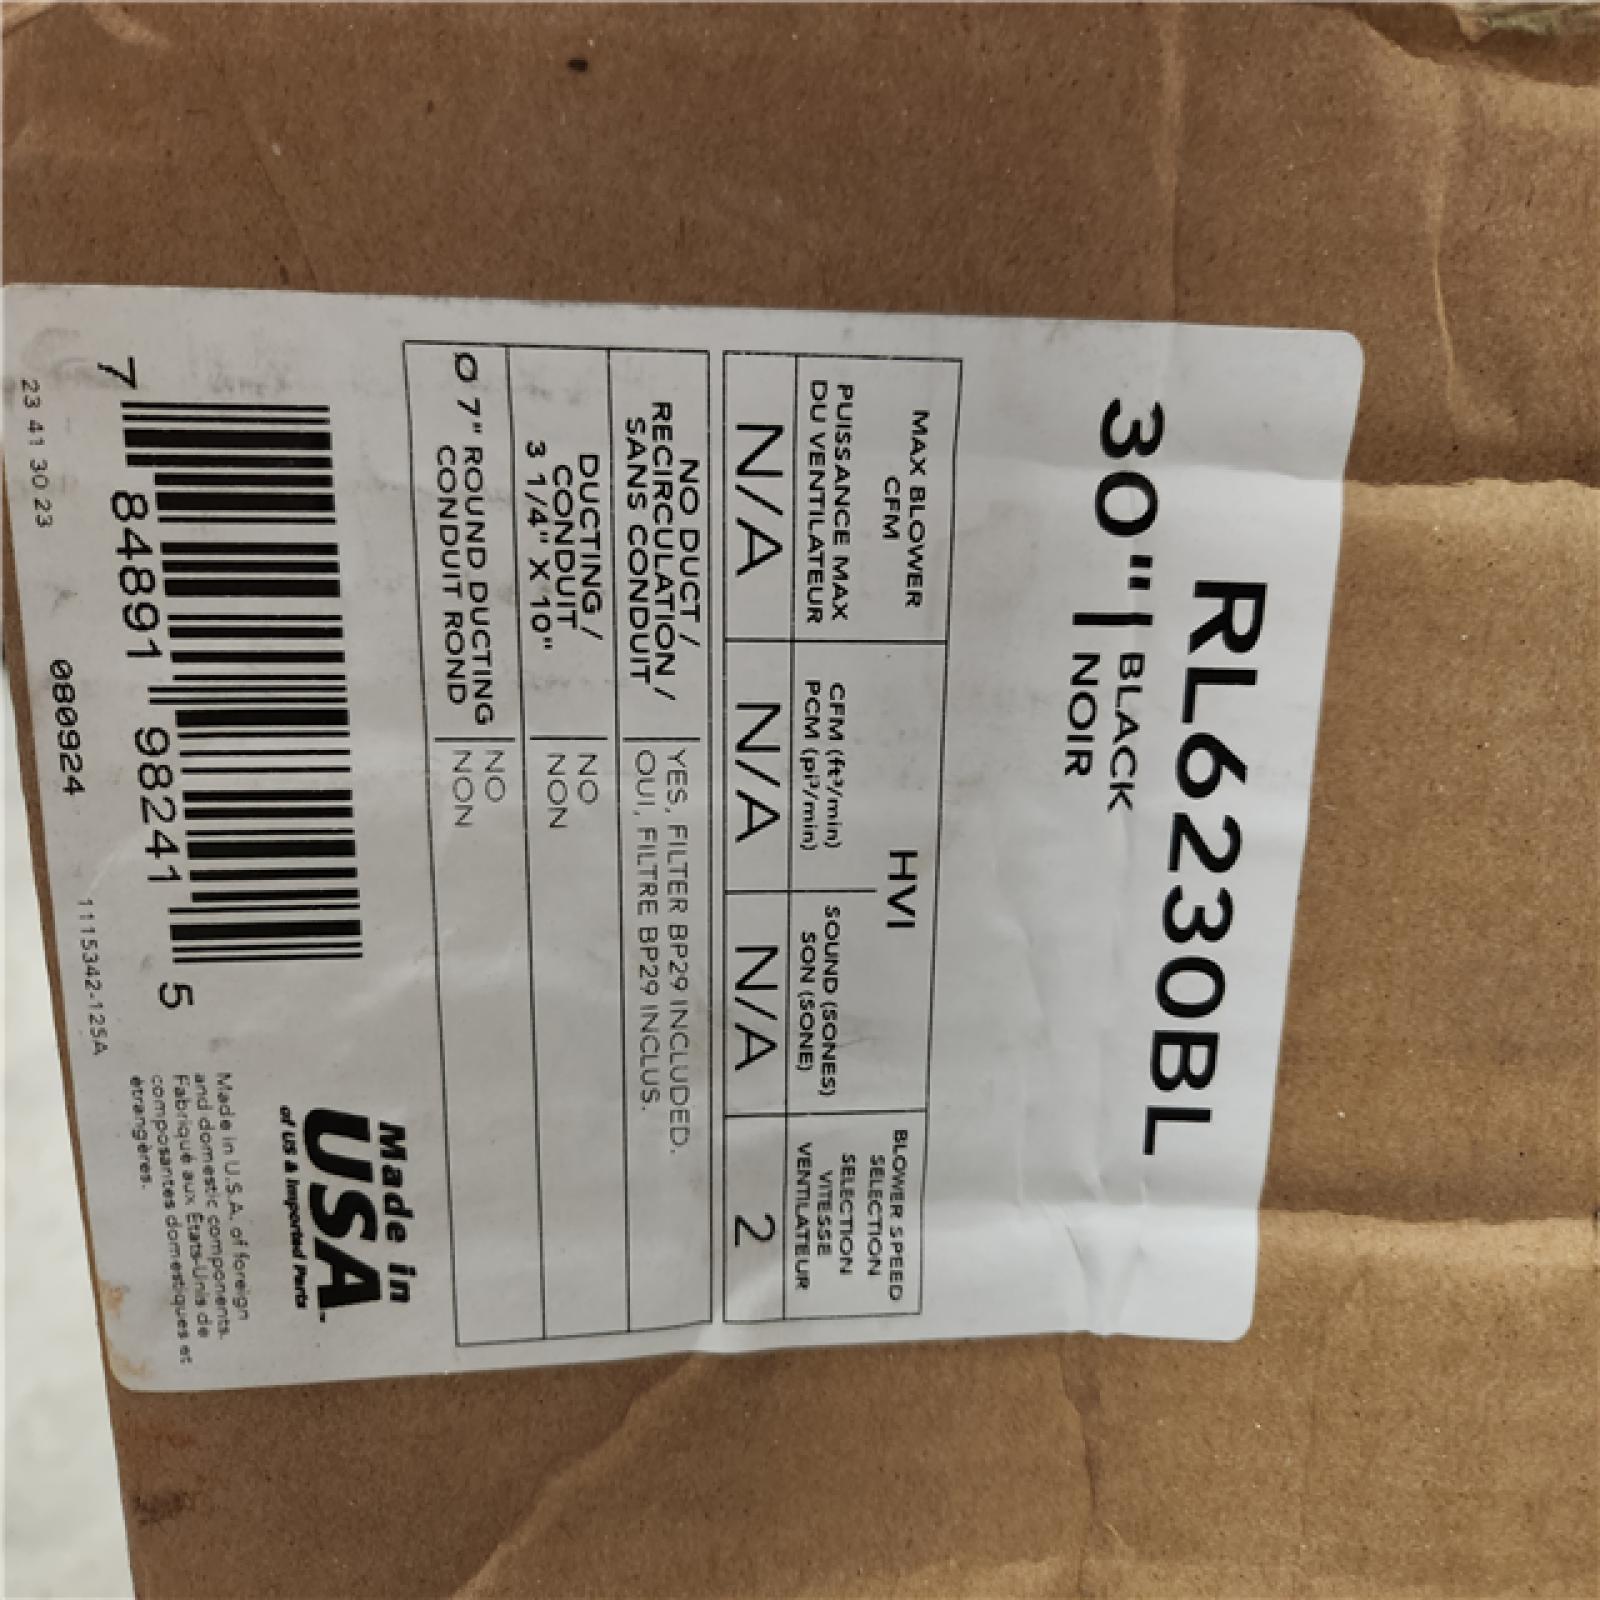 RL6230BL
30" | BLACK
NOIR
MAX BLOWER
CFM
PUISSANCE MAX
DU VENTILATEUR
HVI
CFM (ft³/min)
PCM (pi³/min)
SOUND (SONES)
SON (SONE)
BLOWER SPEED
SELECTION
SELECTION
VITESSE
VENTILATEUR
N/A N/A N/A 2
NO DUCT /
RECIRCULATION /
SANS CONDUIT
YES, FILTER BP29 INCLUDED.
OUI, FILTRE BP29 INCLUS.
DUCTING /
CONDUIT
3 1/4" X 10"
NO
NON
Ø 7" ROUND DUCTING
CONDUIT ROND
NO
NON
7 84891 98241 5
23 41 30 23
080924
1115342-125A
Made in
USA™
of US & Imported Parts
Made in U.S.A. of foreign
and domestic components.
Fabriqué aux États-Unis de
composantes domestiques et
étrangères.